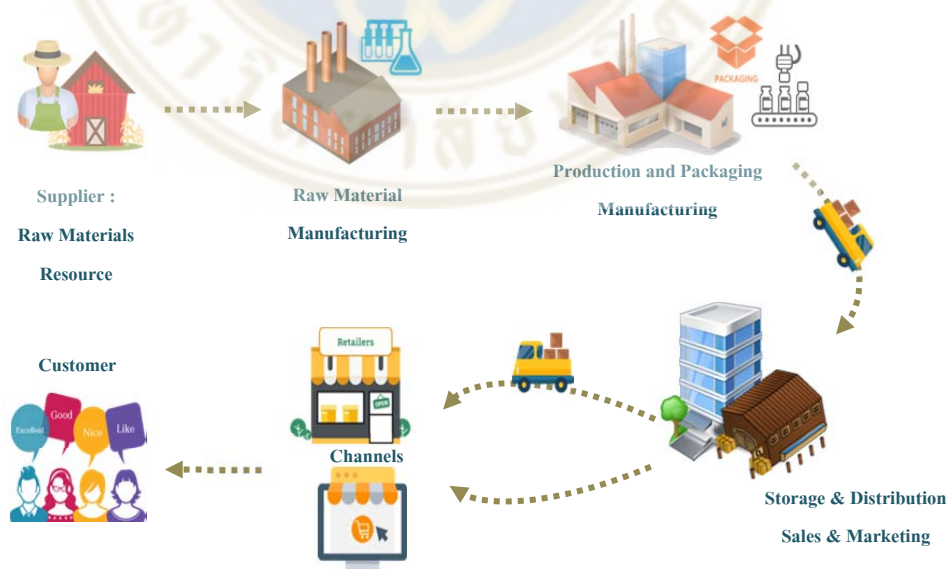 PACKAGING
Supplier :
Raw Materials
Resource
Raw Material
Manufacturing
Production and Packaging
Manufacturing
Customer
Excellent
Good
Nice
Like
Retailers
OPEN
Channels
Storage & Distribution
Sales & Marketing